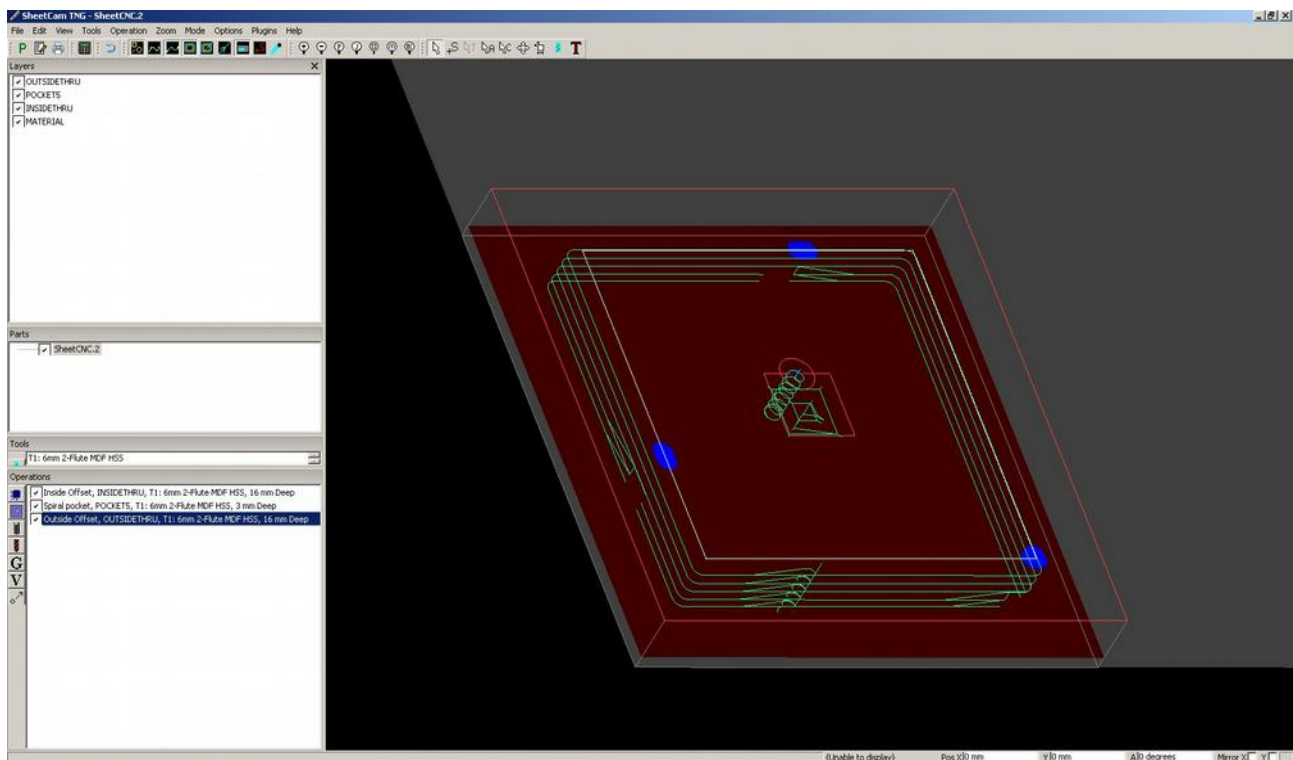 SheetCam TNG - SheetCNC.2
File Edit View Tools Operation Zoom Mode Options Plugins Help
P
S T A C T
Layers
OUTSIDETHRU
POCKET5
INSIDETHRU
MATERIAL
Parts
SheetCNC.2
Tools
T1: 6mm 2-Flute MDF HSS
Operations
Inside Offset, INSIDETHRU, T1: 6mm 2-Flute MDF HSS, 16 mm Deep
Spiral pocket, POCKET5, T1: 6mm 2-Flute MDF HSS, 3 mm Deep
Outside Offset, OUTSIDETHRU, T1: 6mm 2-Flute MDF HSS, 16 mm Deep
G
V
(Unable to display) Pos X 0 mm Y 0 mm A 0 degrees Mirror X Y